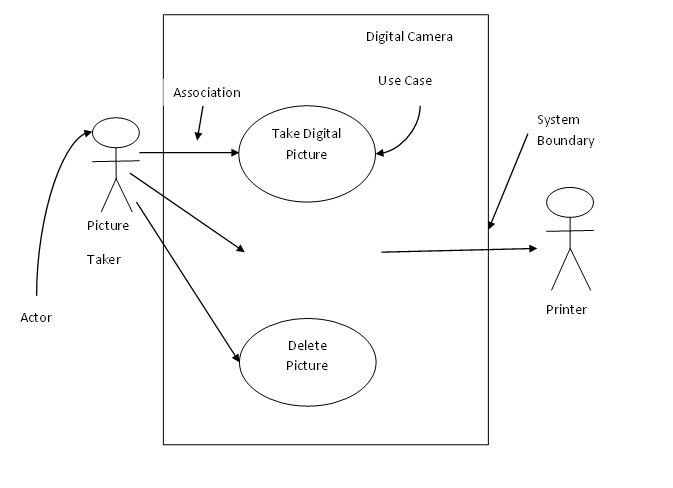 Digital Camera
Use Case
Association
System
Boundary
Take Digital
Picture
Picture
Taker
Printer
Actor
Delete
Picture